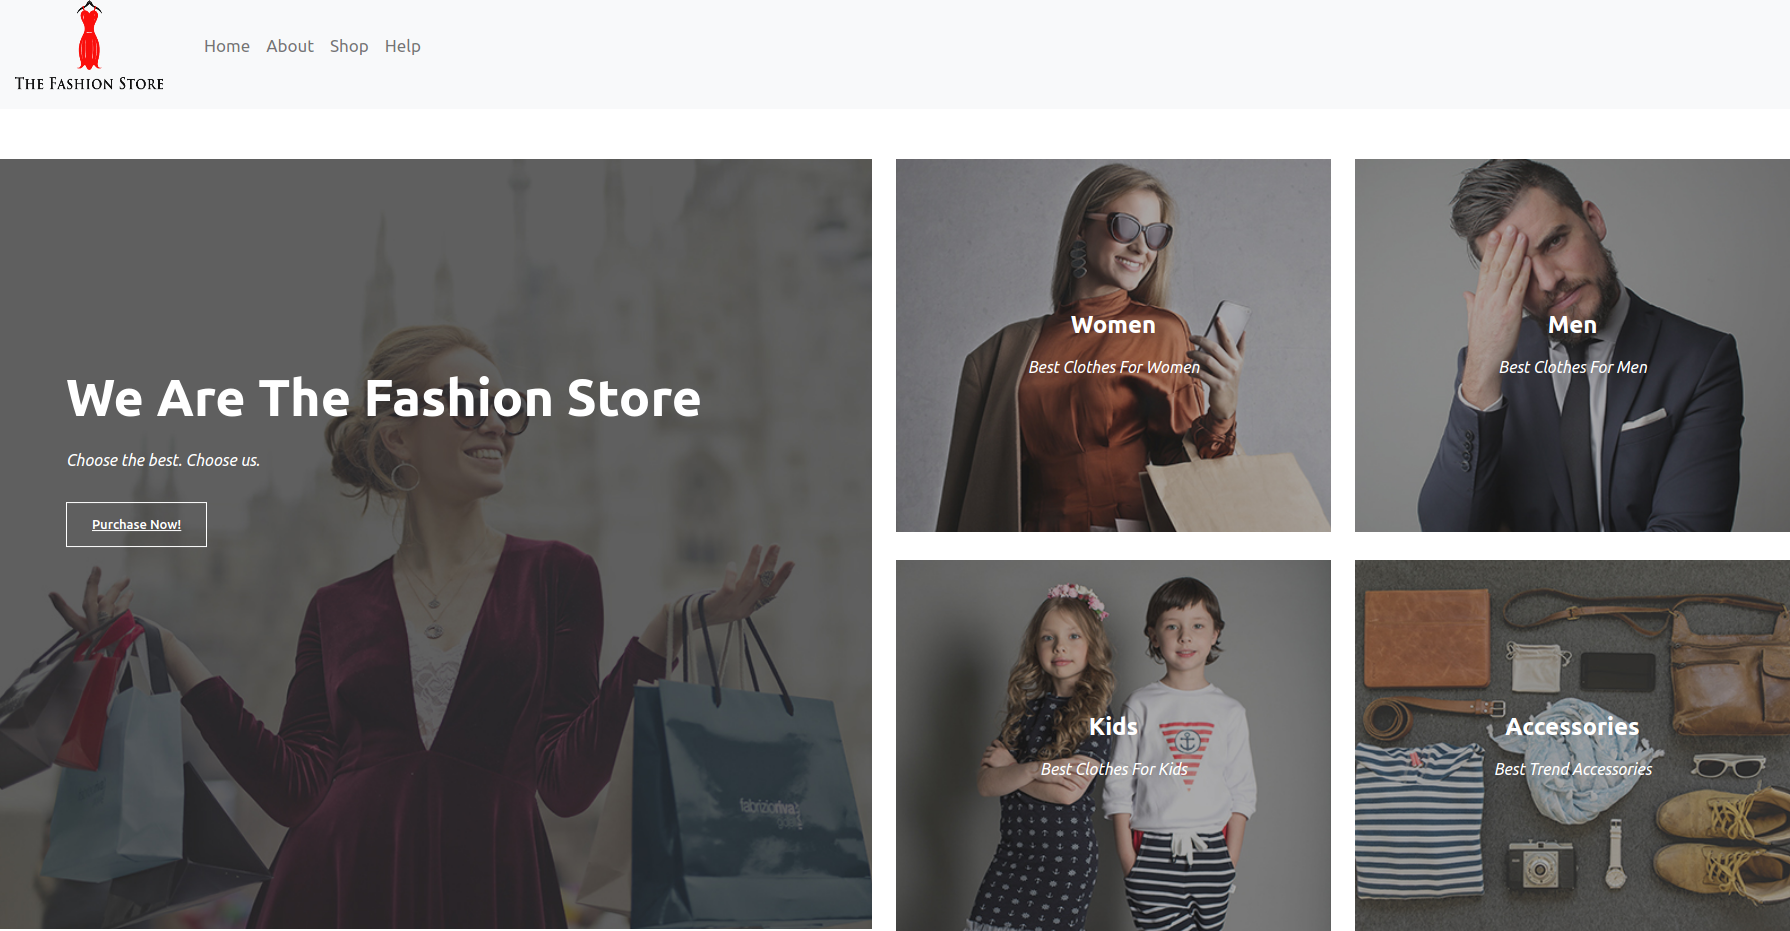 THE FASHION STORE
Home About Shop Help
We Are The Fashion Store
Choose the best. Choose us.
Purchase Now!
fabrizioriva
Women
Best Clothes For Women
Men
Best Clothes For Men
Kids
Best Clothes For Kids
Accessories
Best Trend Accessories